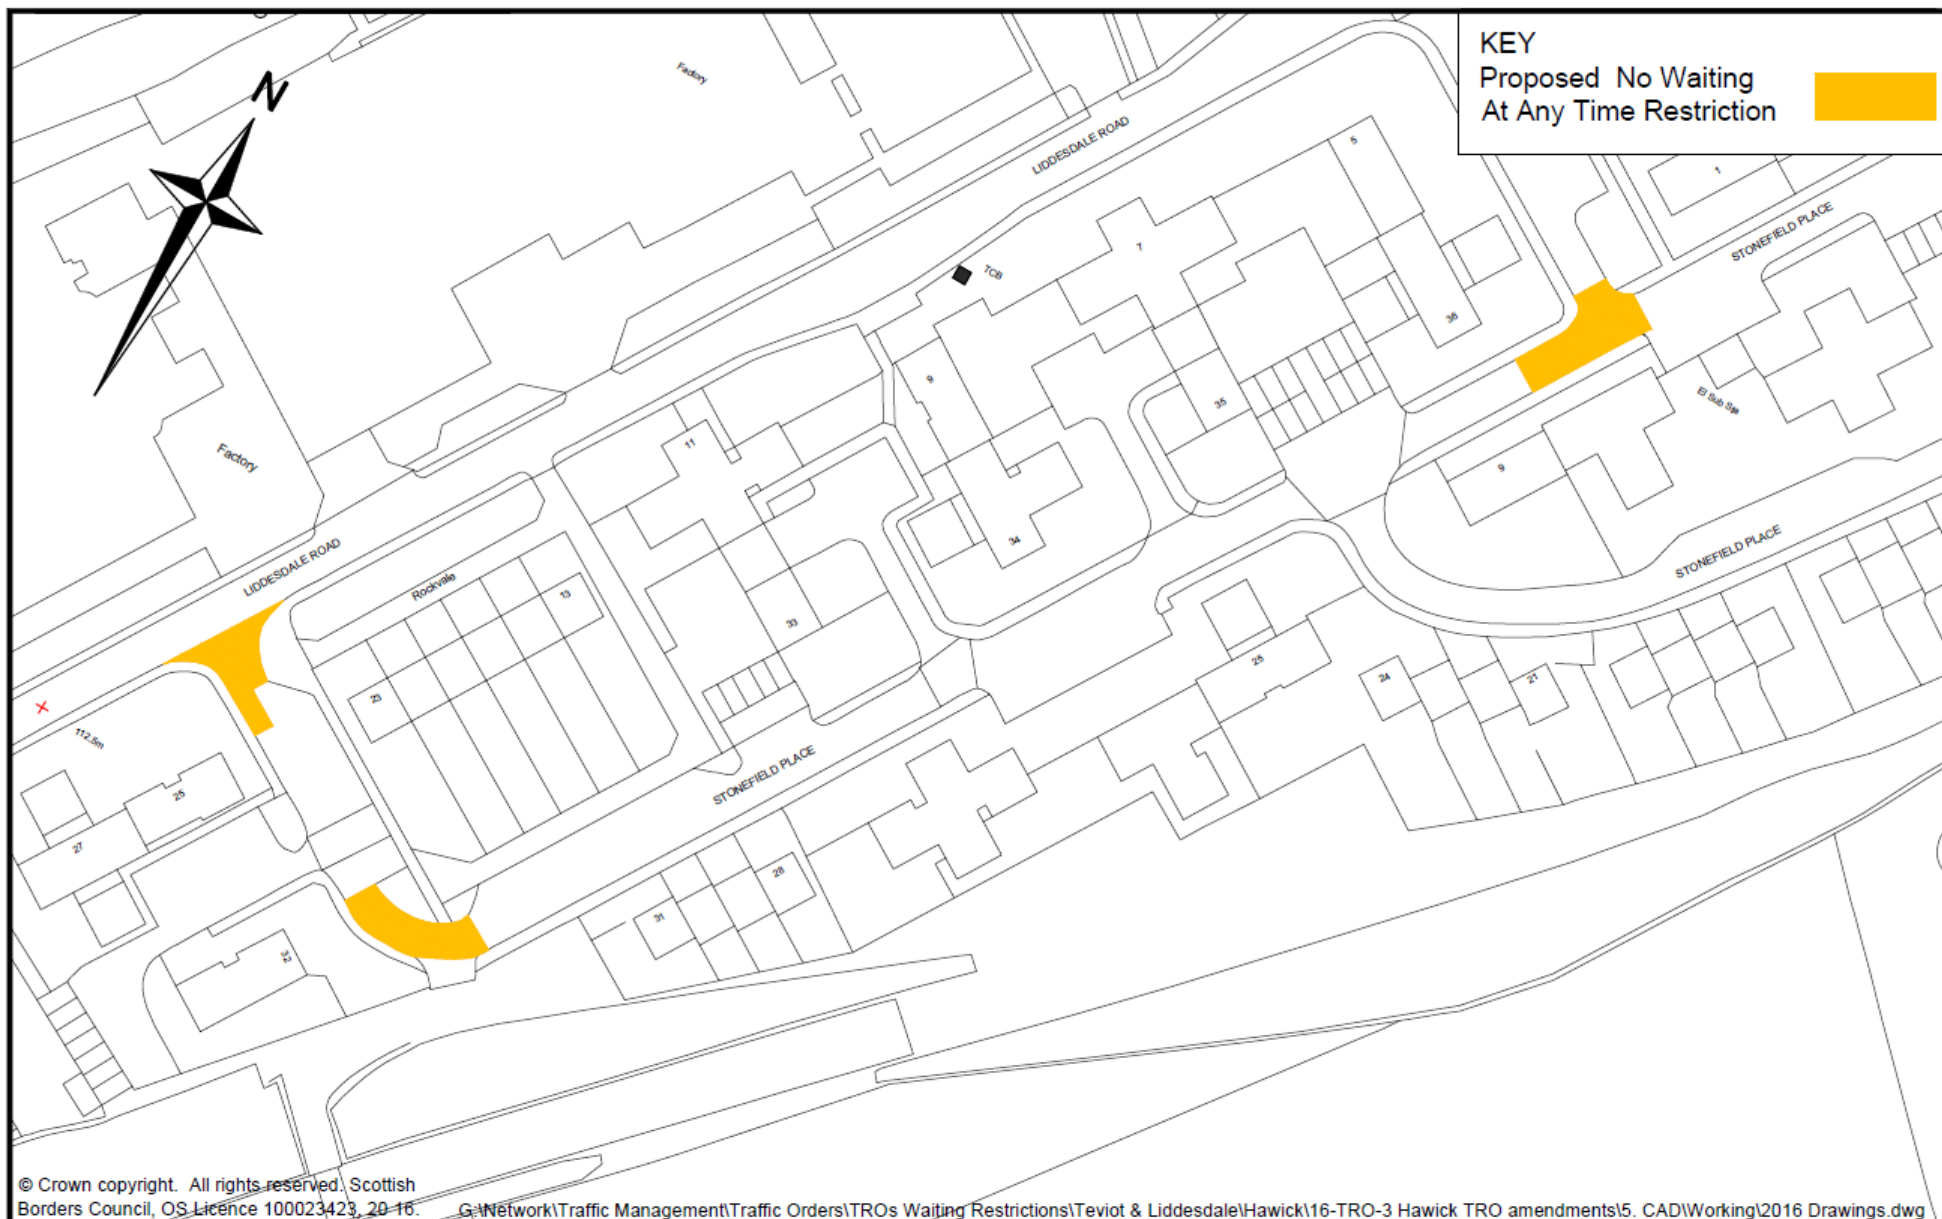 KEY
Proposed No Waiting
At Any Time Restriction
N
Factory
LIDDESDALE ROAD
5
1
STONEFIELD PLACE
7
TCB
36
9
35
El Sub Sta
11
9
Factory
34
STONEFIELD PLACE
LIDDESDALE ROAD
Rockvale
13
33
25
24
21
23
112.5m
STONEFIELD PLACE
25
27
28
31
32
© Crown copyright. All rights reserved. Scottish
Borders Council, OS Licence 100023423, 20 16.
G:\Network\Traffic Management\Traffic Orders\TROs Waiting Restrictions\Teviot & Liddesdale\Hawick\16-TRO-3 Hawick TRO amendments\5. CAD\Working\2016 Drawings.dwg